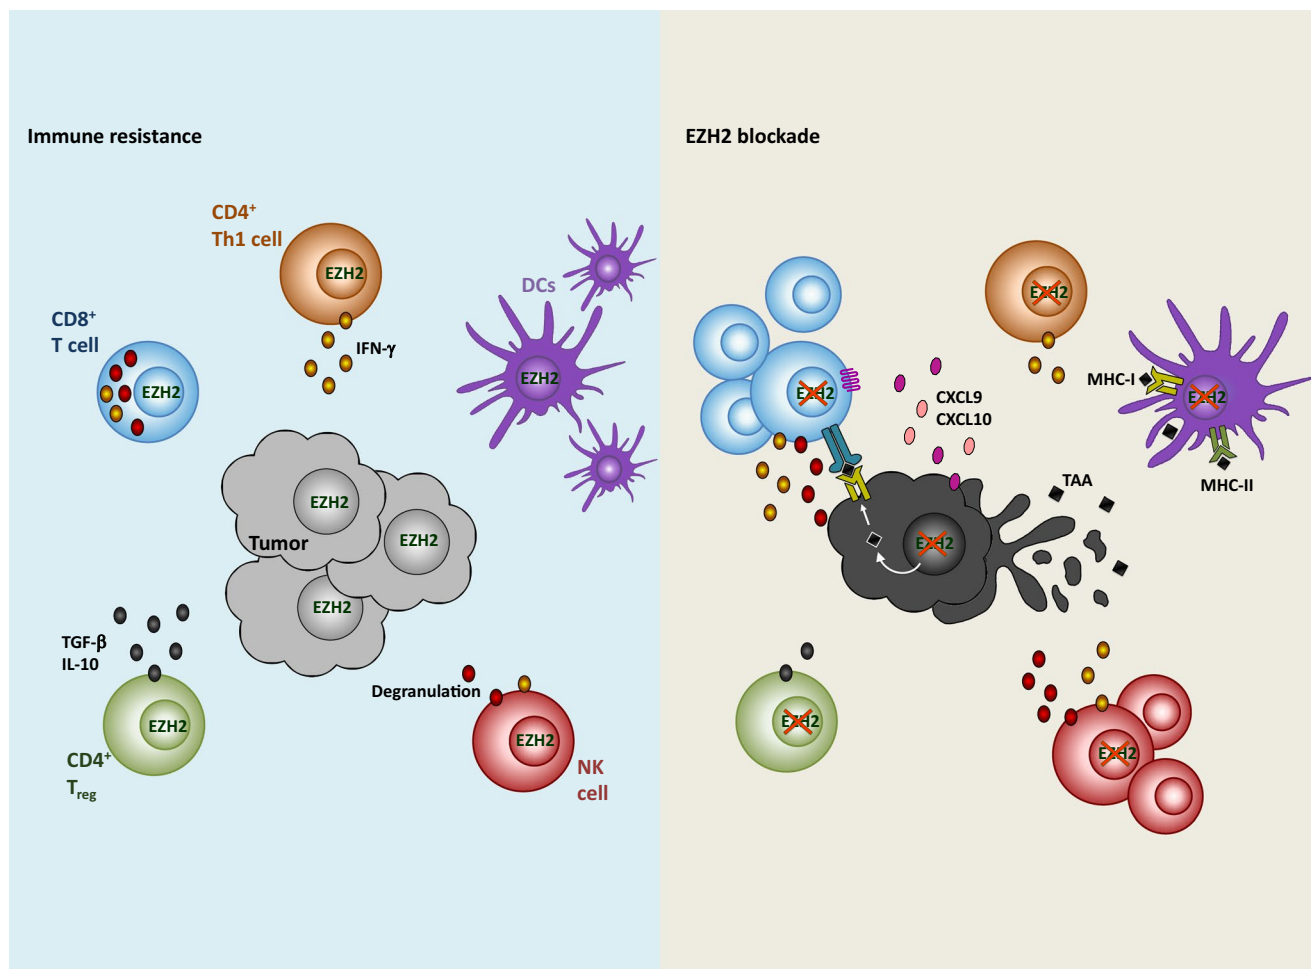 Immune resistance
CD4⁺
Th1 cell
EZH2
IFN-γ
DCs
EZH2
CD8⁺
T cell
EZH2
EZH2
Tumor
EZH2
EZH2
TGF-β
IL-10
EZH2
CD4⁺
Treg
Degranulation
EZH2
NK
cell
EZH2 blockade
EZH2
EZH2
CXCL9
CXCL10
MHC-I
EZH2
MHC-II
TAA
EZH2
EZH2
EZH2